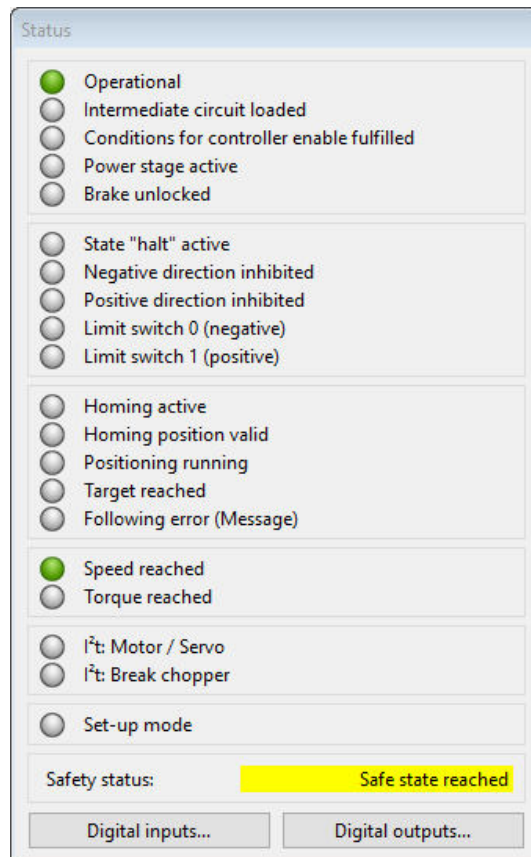 Status
Operational
Intermediate circuit loaded
Conditions for controller enable fulfilled
Power stage active
Brake unlocked
State "halt" active
Negative direction inhibited
Positive direction inhibited
Limit switch 0 (negative)
Limit switch 1 (positive)
Homing active
Homing position valid
Positioning running
Target reached
Following error (Message)
Speed reached
Torque reached
I²t: Motor / Servo
I²t: Break chopper
Set-up mode
Safety status: Safe state reached
Digital inputs... Digital outputs...